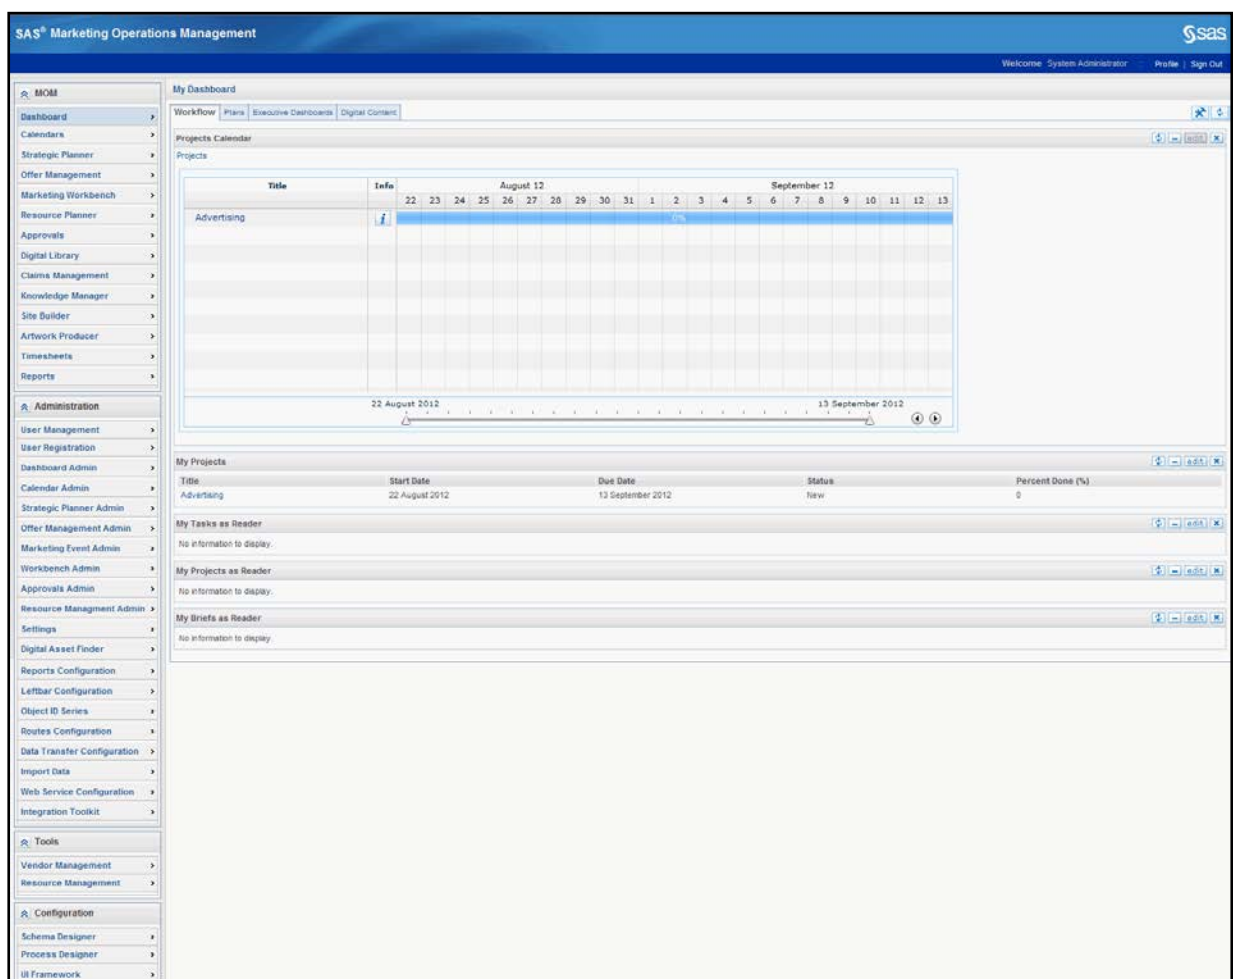 SAS® Marketing Operations Management
sas
Welcome System Administrator Profile | Sign Out
MOM
Dashboard
Calendars
Strategic Planner
Offer Management
Marketing Workbench
Resource Planner
Approvals
Digital Library
Claims Management
Knowledge Manager
Site Builder
Artwork Producer
Timesheets
Reports
Administration
User Management
User Registration
Dashboard Admin
Calendar Admin
Strategic Planner Admin
Offer Management Admin
Marketing Event Admin
Workbench Admin
Approvals Admin
Resource Managment Admin
Settings
Digital Asset Finder
Reports Configuration
Leftbar Configuration
Object ID Series
Routes Configuration
Data Transfer Configuration
Import Data
Web Service Configuration
Integration Toolkit
Tools
Vendor Management
Resource Management
Configuration
Schema Designer
Process Designer
UI Framework
My Dashboard
Workflow Plans Executive Dashboards Digital Content
Projects Calendar edit
Projects
Title Info August 12 September 12
22 23 24 25 26 27 28 29 30 31 1 2 3 4 5 6 7 8 9 10 11 12 13
Advertising i 0%
22 August 2012 13 September 2012
My Projects edit
Title Start Date Due Date Status Percent Done (%)
Advertising 22 August 2012 13 September 2012 New 0
My Tasks as Reader edit
No information to display.
My Projects as Reader edit
No information to display.
My Briefs as Reader edit
No information to display.